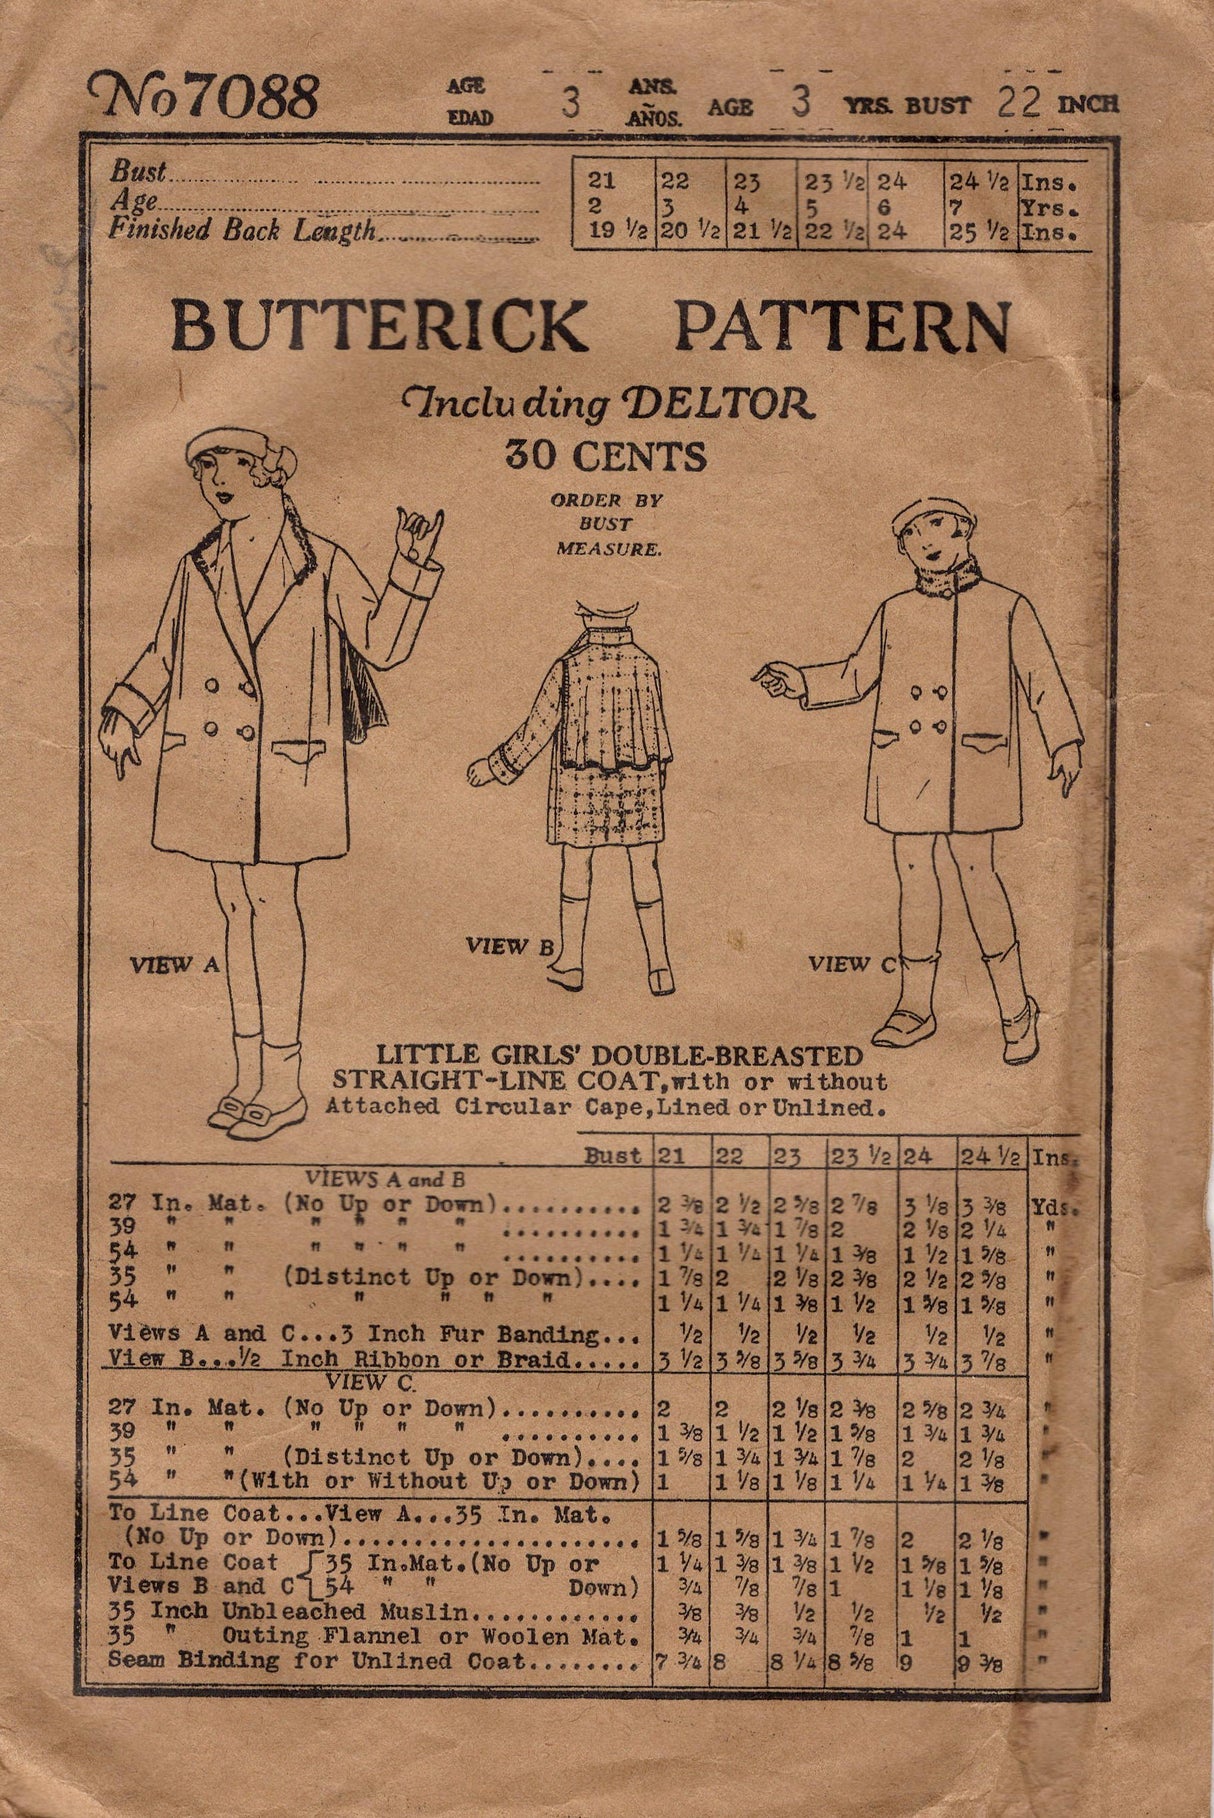 No 7088 AGE EDAD 3 ANS. AÑOS. AGE 3 YRS. BUST 22 INCH
Bust 21 22 23 23 ½ 24 24 ½ Ins.
Age 2 3 4 5 6 7 Yrs.
Finished Back Length 19 ½ 20 ½ 21 ½ 22 ½ 24 25 ½ Ins.
BUTTERICK PATTERN
Including DELTOR
30 CENTS
ORDER BY
BUST
MEASURE.
VIEW A
VIEW B
VIEW C
LITTLE GIRLS' DOUBLE-BREASTED
STRAIGHT-LINE COAT, with or without
Attached Circular Cape, Lined or Unlined.
Bust 21 22 23 23 ½ 24 24 ½ Ins.
VIEWS A and B
27 In. Mat. (No Up or Down).......... 2 ⅜ 2 ½ 2 ⅝ 2 ⅞ 3 ⅛ 3 ⅜ Yds.
39 " " " " " " .......... 1 ¾ 1 ¾ 1 ⅞ 2 2 ⅛ 2 ¼ "
54 " " " " " " .......... 1 ¼ 1 ¼ 1 ¼ 1 ⅜ 1 ½ 1 ⅝ "
35 " " (Distinct Up or Down).... 1 ⅞ 2 2 ⅛ 2 ⅜ 2 ½ 2 ⅝ "
54 " " " " " " 1 ¼ 1 ¼ 1 ⅜ 1 ½ 1 ⅝ 1 ⅝ "
Views A and C...3 Inch Fur Banding... ½ ½ ½ ½ ½ ½ "
View B...½ Inch Ribbon or Braid..... 3 ½ 3 ⅝ 3 ⅝ 3 ¾ 3 ¾ 3 ⅞ "
VIEW C.
27 In. Mat. (No Up or Down).......... 2 2 2 ⅛ 2 ⅜ 2 ⅝ 2 ¾ "
39 " " " " " " .......... 1 ⅜ 1 ½ 1 ½ 1 ⅝ 1 ¾ 1 ¾ "
35 " " (Distinct Up or Down).... 1 ⅝ 1 ¾ 1 ¾ 1 ⅞ 2 2 ⅛ "
54 " " (With or Without Up or Down) 1 1 ⅛ 1 ⅛ 1 ¼ 1 ¼ 1 ⅜ "
To Line Coat...View A...35 In. Mat.
(No Up or Down)..................... 1 ⅝ 1 ⅝ 1 ¾ 1 ⅞ 2 2 ⅛ "
To Line Coat [35 In.Mat.(No Up or 1 ¼ 1 ⅜ 1 ⅜ 1 ½ 1 ⅝ 1 ⅝ "
Views B and C [54 " " Down) ¾ ⅞ ⅞ 1 1 ⅛ 1 ⅛ "
35 Inch Unbleached Muslin............ ⅜ ⅜ ½ ½ ½ ½ "
35 " Outing Flannel or Woolen Mat. ¾ ¾ ¾ ⅞ 1 1 "
Seam Binding for Unlined Coat........ 7 ¾ 8 8 ¼ 8 ⅝ 9 9 ⅜ "